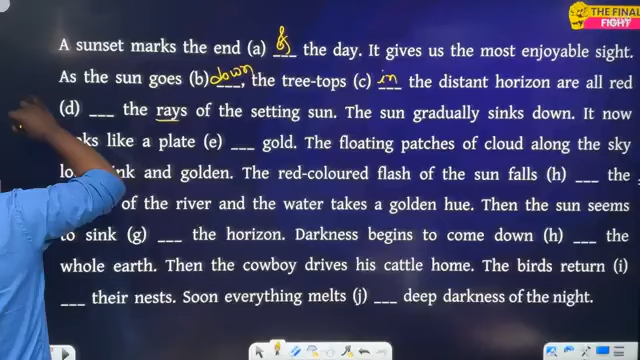 THE FINAL
FIGHT
A sunset marks the end (a) of ___ the day. It gives us the most enjoyable sight.
As the sun goes (b) down ___, the tree-tops (c) in ___ the distant horizon are all red
(d) ___ the rays of the setting sun. The sun gradually sinks down. It now
like a plate (e) ___ gold. The floating patches of cloud along the sky
and golden. The red-coloured flash of the sun falls (h) ___ the
of the river and the water takes a golden hue. Then the sun seems
to sink (g) ___ the horizon. Darkness begins to come down (h) ___ the
whole earth. Then the cowboy drives his cattle home. The birds return (i)
___ their nests. Soon everything melts (j) ___ deep darkness of the night.